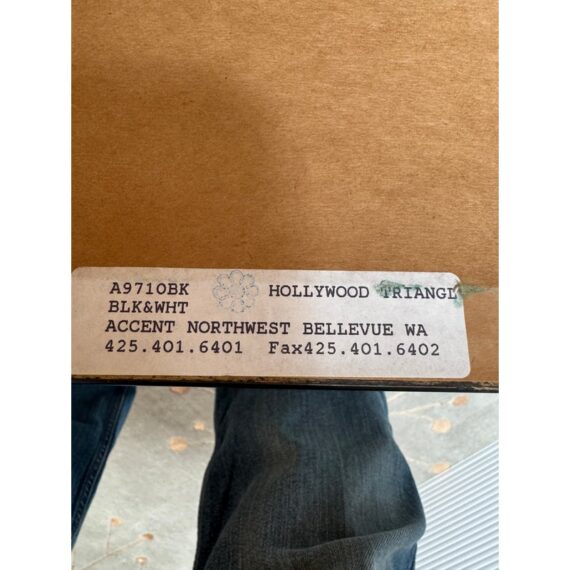 A9710BK HOLLYWOOD TRIANGL
BLK&WHT
ACCENT NORTHWEST BELLEVUE WA
425.401.6401 Fax425.401.6402